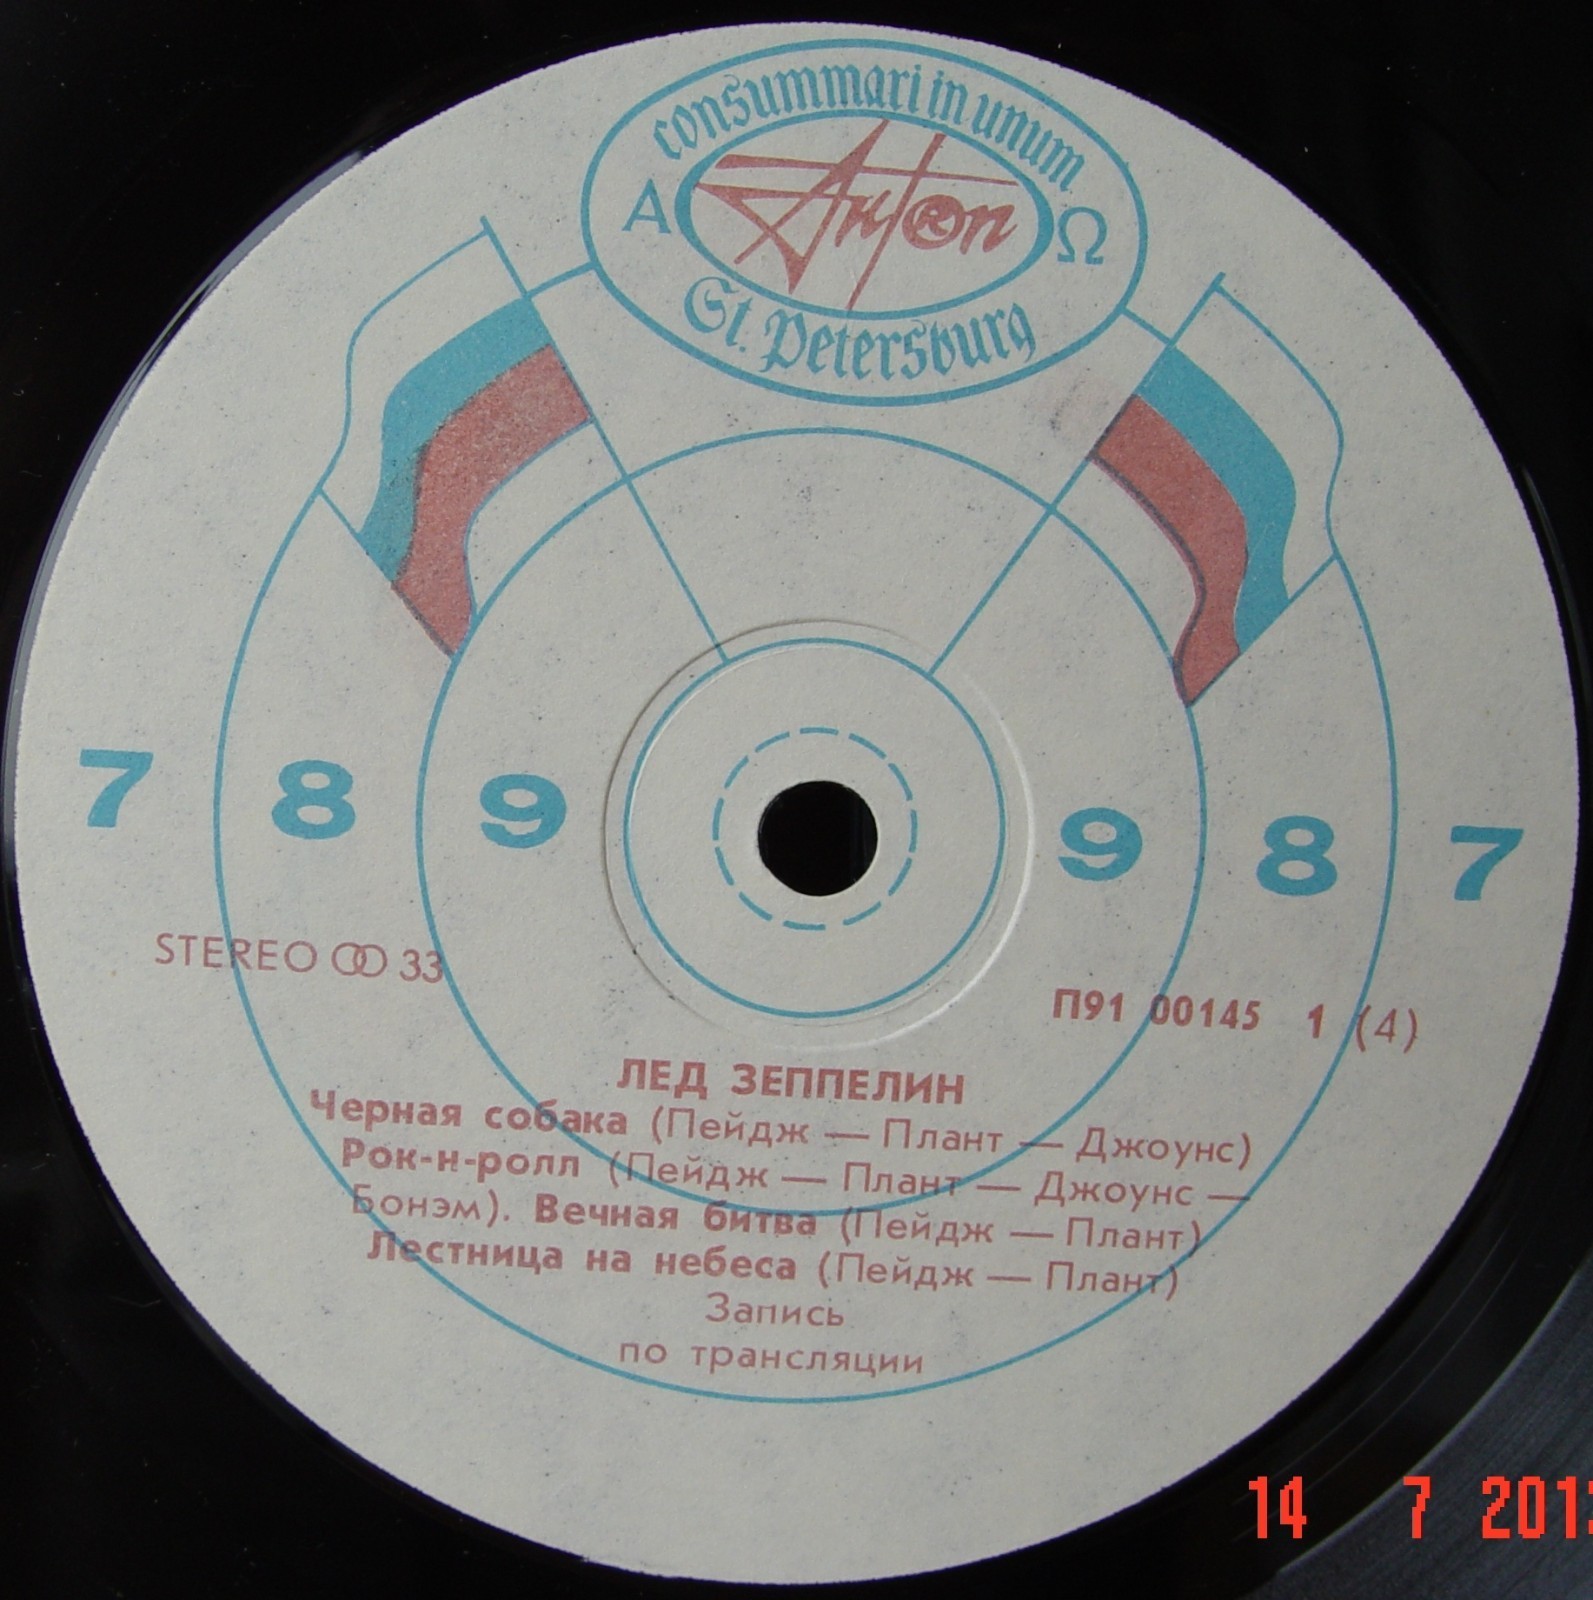 consummari in unum
Α Antrop Ω
St. Petersburg
7 8 9 9 8 7
STEREO 33
П91 00145 1 (4)
ЛЕД ЗЕППЕЛИН
Черная собака (Пейдж — Плант — Джоунс)
Рок-н-ролл (Пейдж — Плант — Джоунс —
Бонэм). Вечная битва (Пейдж — Плант)
Лестница на небеса (Пейдж — Плант)
Запись
по трансляции
14 7 201